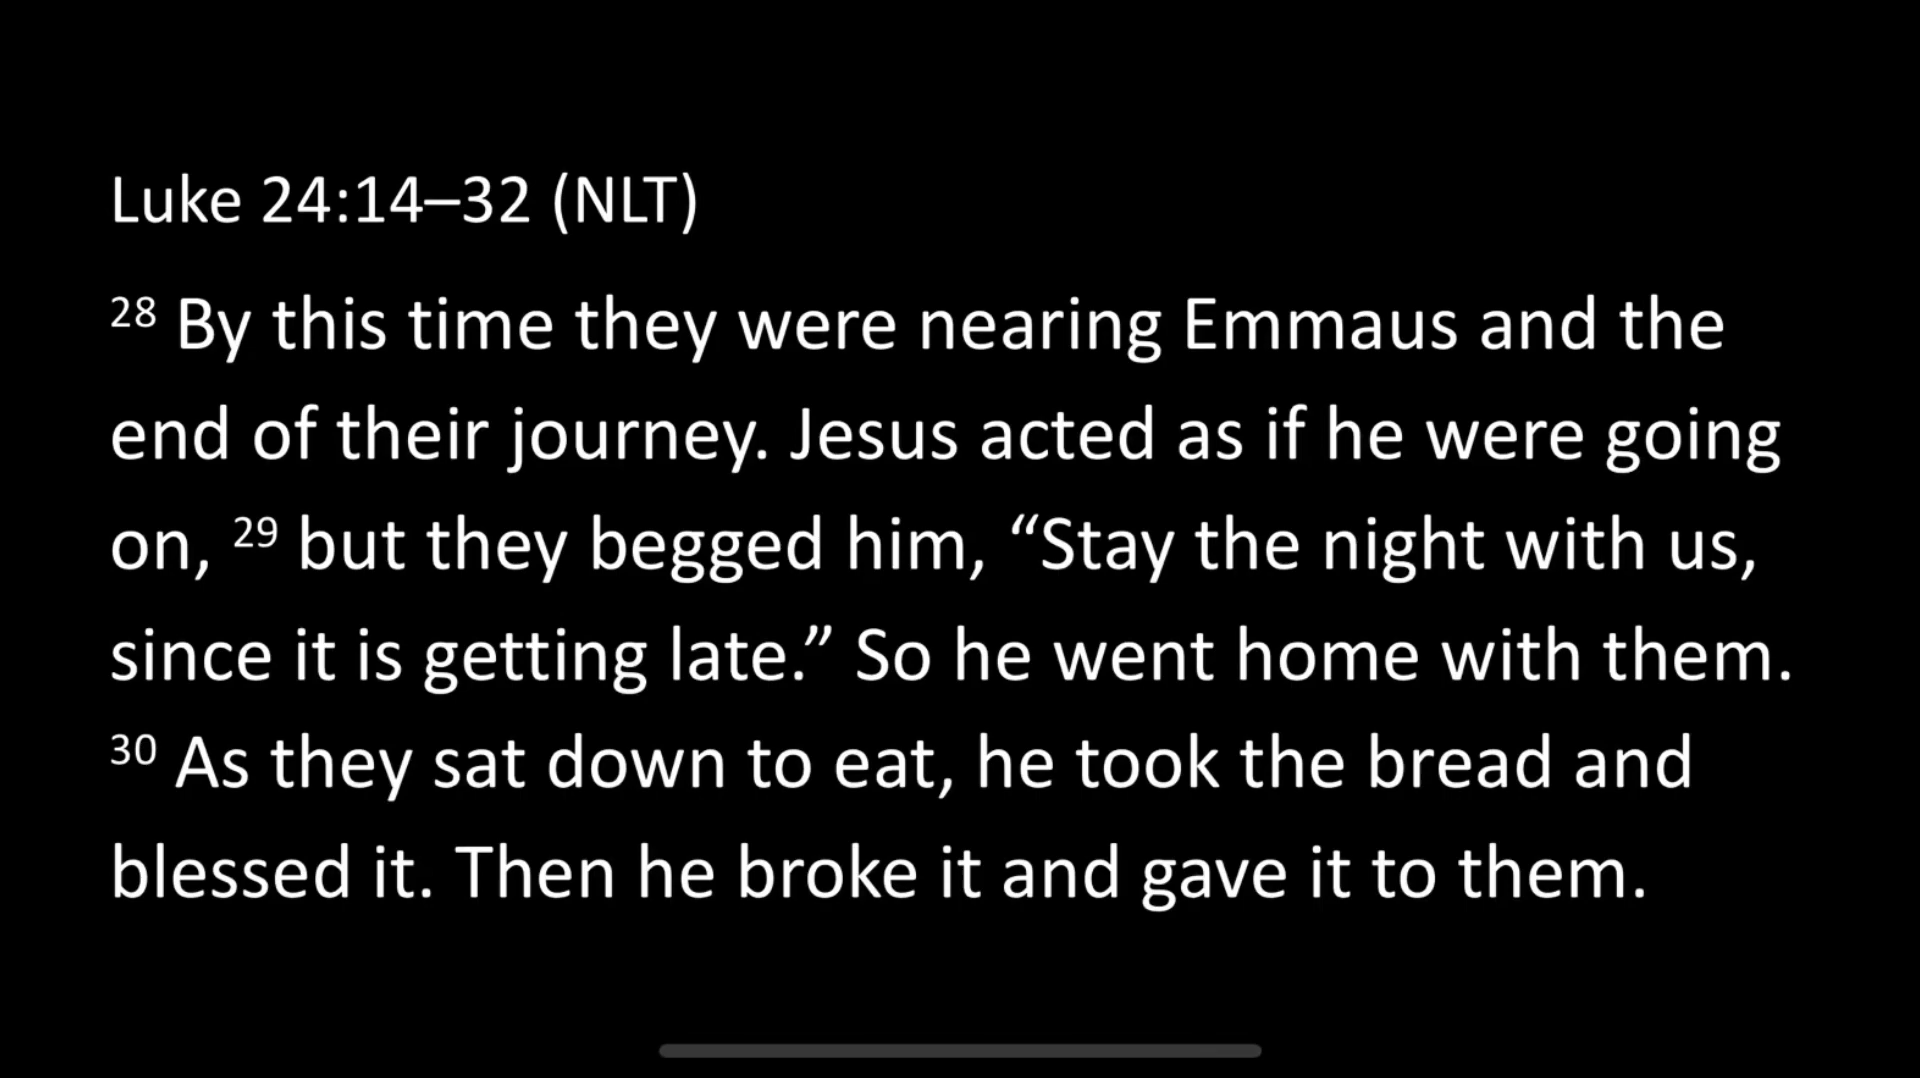 Luke 24:14–32 (NLT)
28 By this time they were nearing Emmaus and the
end of their journey. Jesus acted as if he were going
on, 29 but they begged him, “Stay the night with us,
since it is getting late.” So he went home with them.
30 As they sat down to eat, he took the bread and
blessed it. Then he broke it and gave it to them.